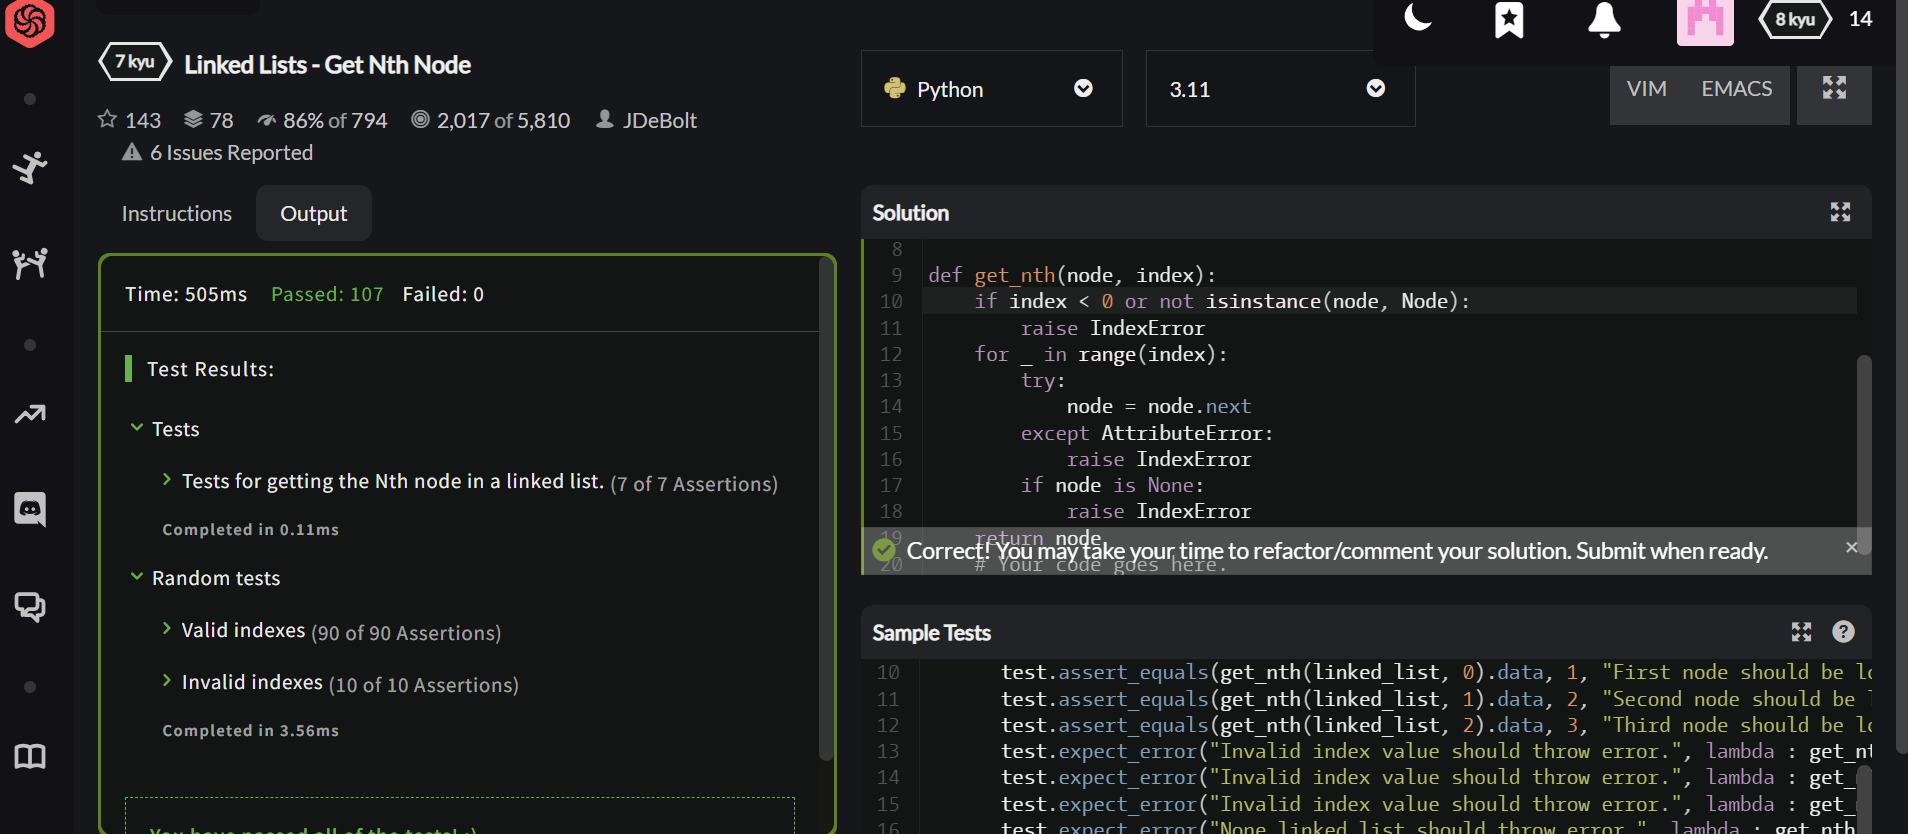 8 kyu 14
7 kyu Linked Lists - Get Nth Node
143 78 86% of 794 2,017 of 5,810 JDeBolt
6 Issues Reported
Python
3.11
VIM EMACS
Instructions Output
Time: 505ms Passed: 107 Failed: 0
Test Results:
Tests
Tests for getting the Nth node in a linked list. (7 of 7 Assertions)
Completed in 0.11ms
Random tests
Valid indexes (90 of 90 Assertions)
Invalid indexes (10 of 10 Assertions)
Completed in 3.56ms
You have passed all of the tests! :)
Solution
8
9 def get_nth(node, index):
10 if index < 0 or not isinstance(node, Node):
11 raise IndexError
12 for _ in range(index):
13 try:
14 node = node.next
15 except AttributeError:
16 raise IndexError
17 if node is None:
18 raise IndexError
19 return node
20 # Your code goes here.
Correct! You may take your time to refactor/comment your solution. Submit when ready. ×
Sample Tests
10 test.assert_equals(get_nth(linked_list, 0).data, 1, "First node should be lo
11 test.assert_equals(get_nth(linked_list, 1).data, 2, "Second node should be
12 test.assert_equals(get_nth(linked_list, 2).data, 3, "Third node should be lo
13 test.expect_error("Invalid index value should throw error.", lambda : get_nt
14 test.expect_error("Invalid index value should throw error.", lambda : get_
15 test.expect_error("Invalid index value should throw error.", lambda : get_
16 test.expect_error("None linked list should throw error.", lambda : get_nth